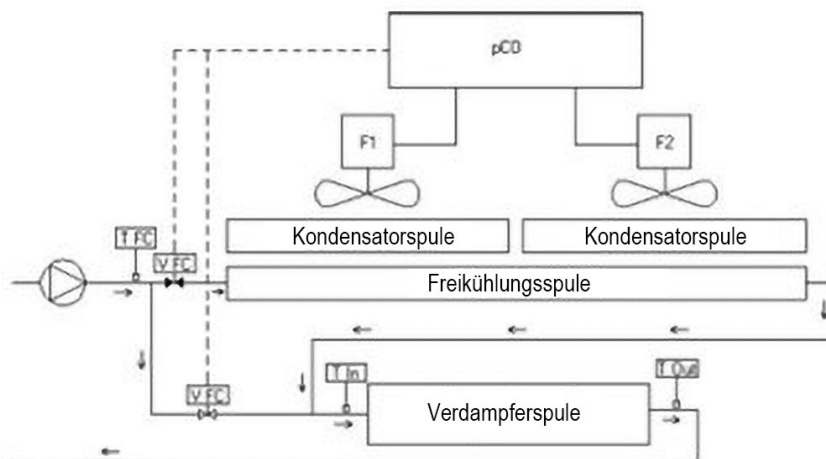 pCO
F1
F2
T FC
V FC
Kondensatorspule
Kondensatorspule
Freikühlungsspule
T In
T Out
V FC
Verdampferspule